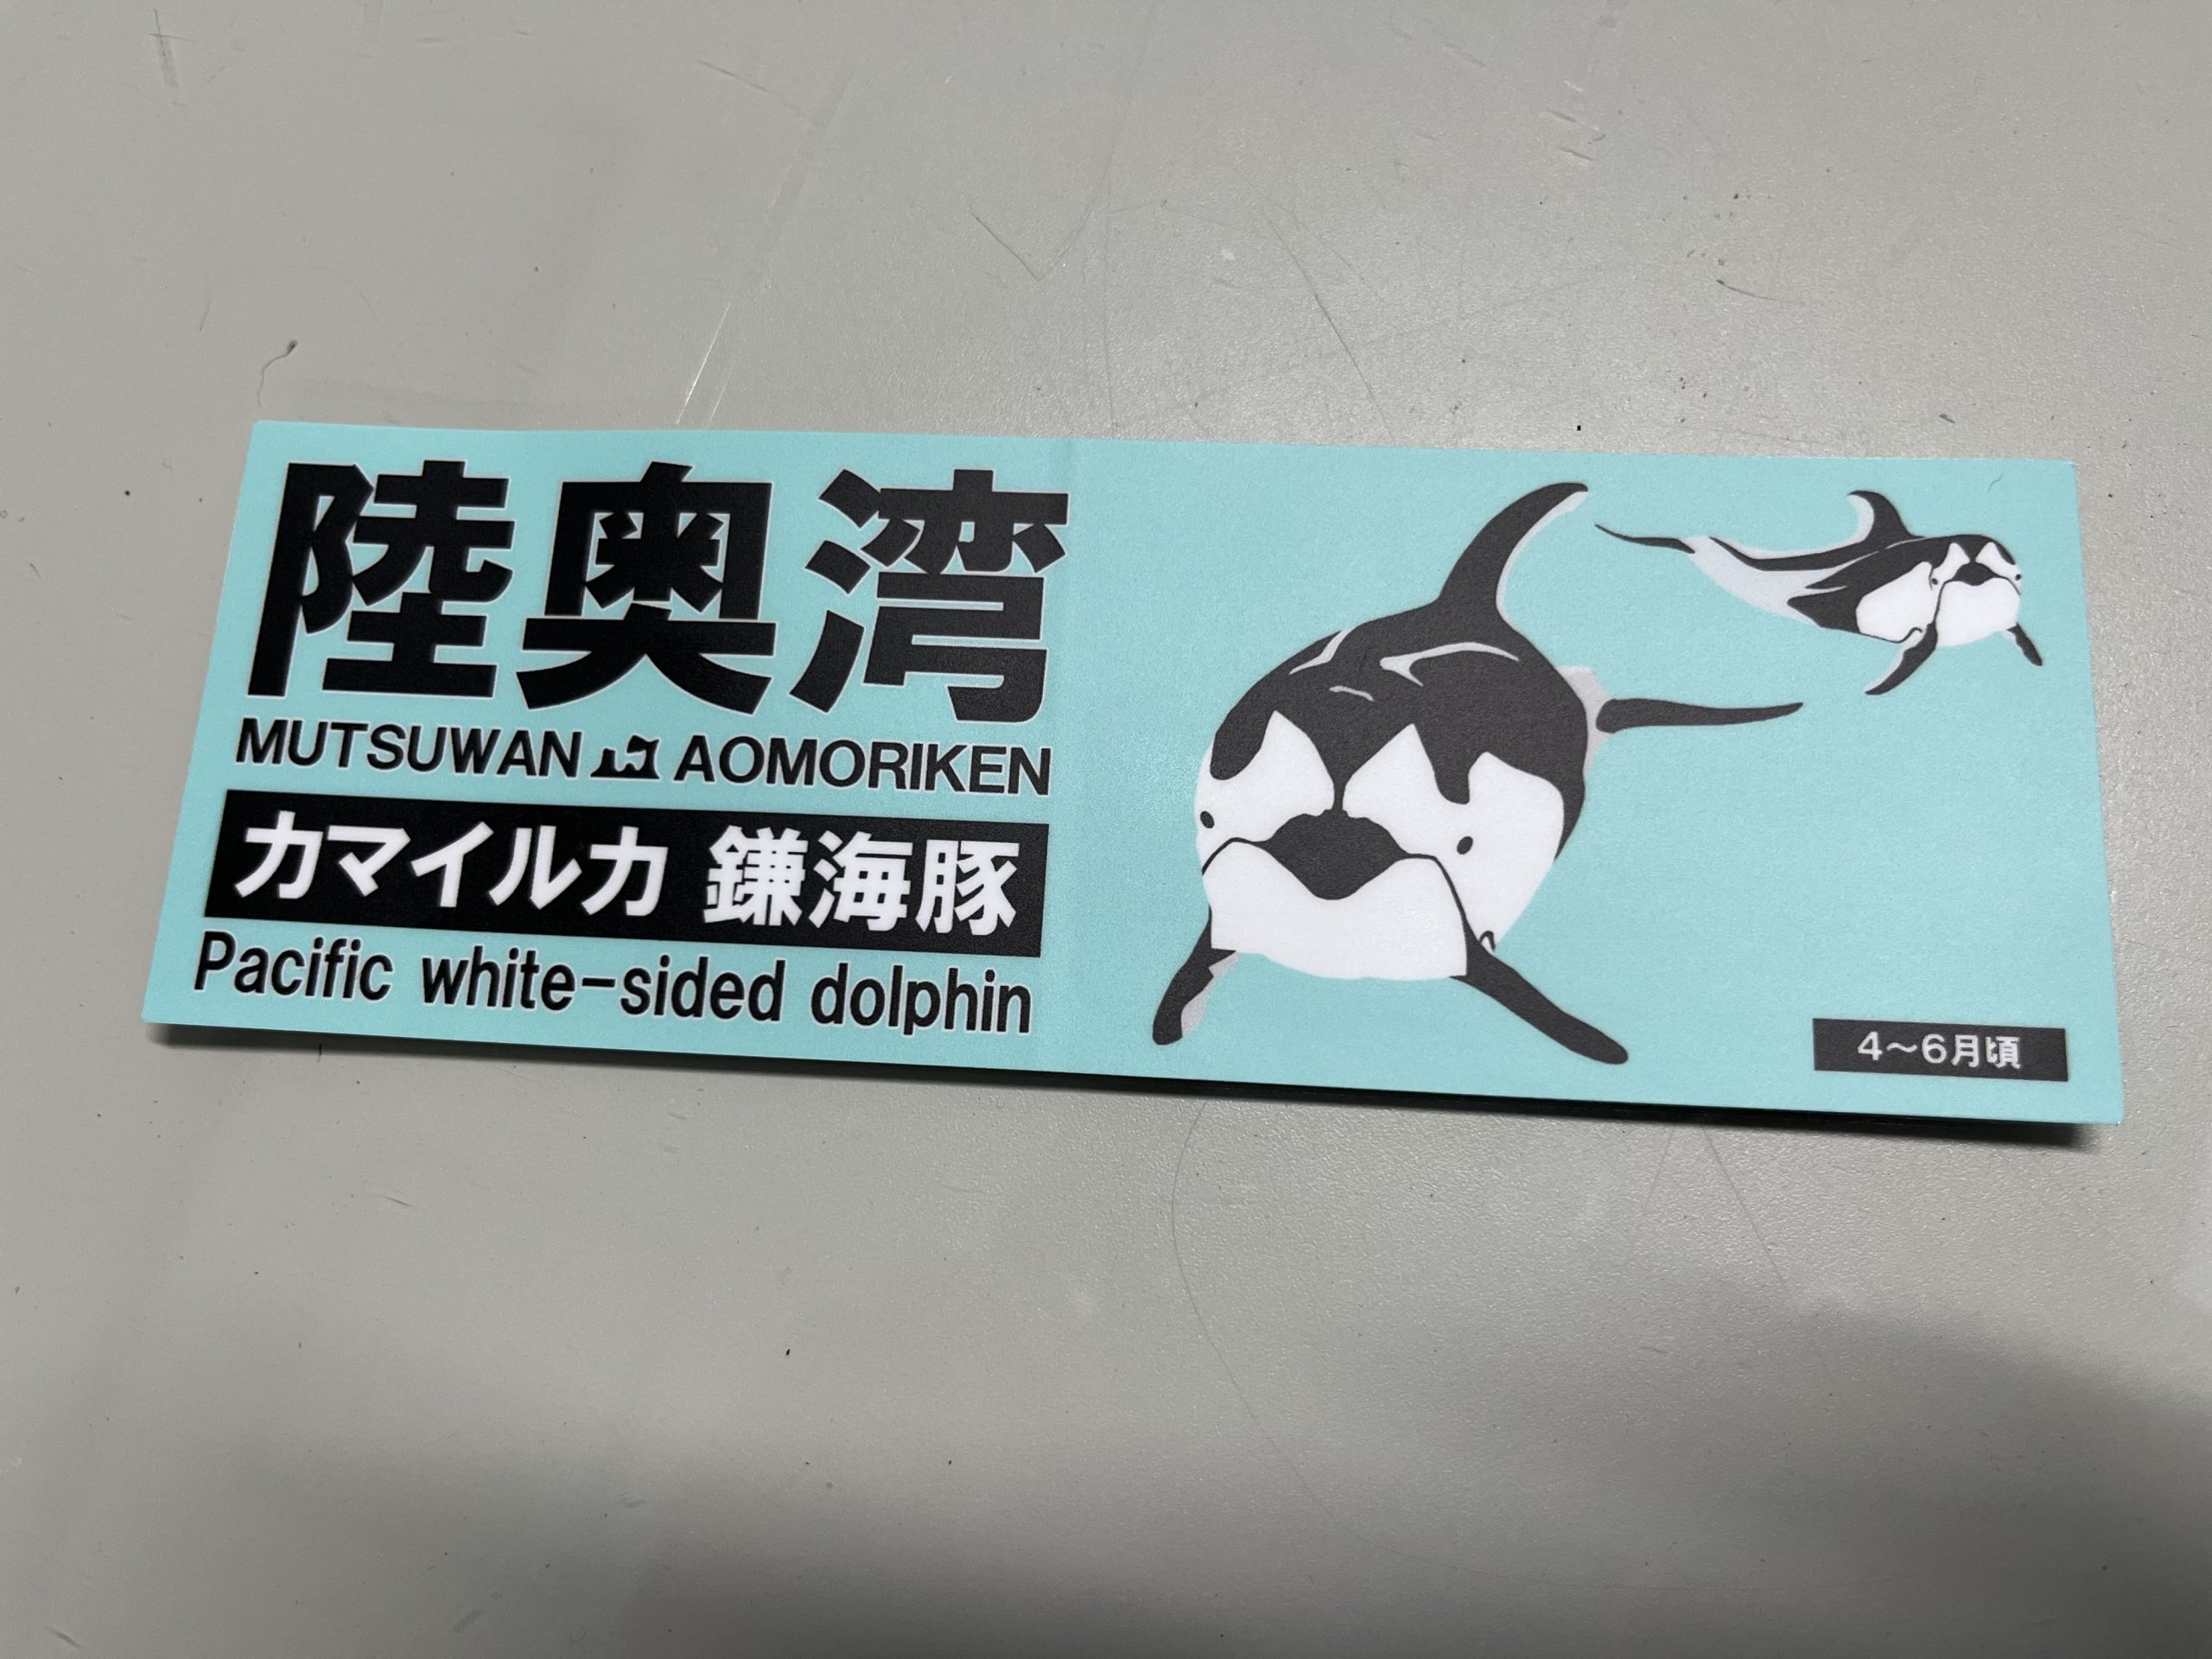 陸奥湾
MUTSUWAN AOMORIKEN
カマイルカ 鎌海豚
Pacific white-sided dolphin
4～6月頃